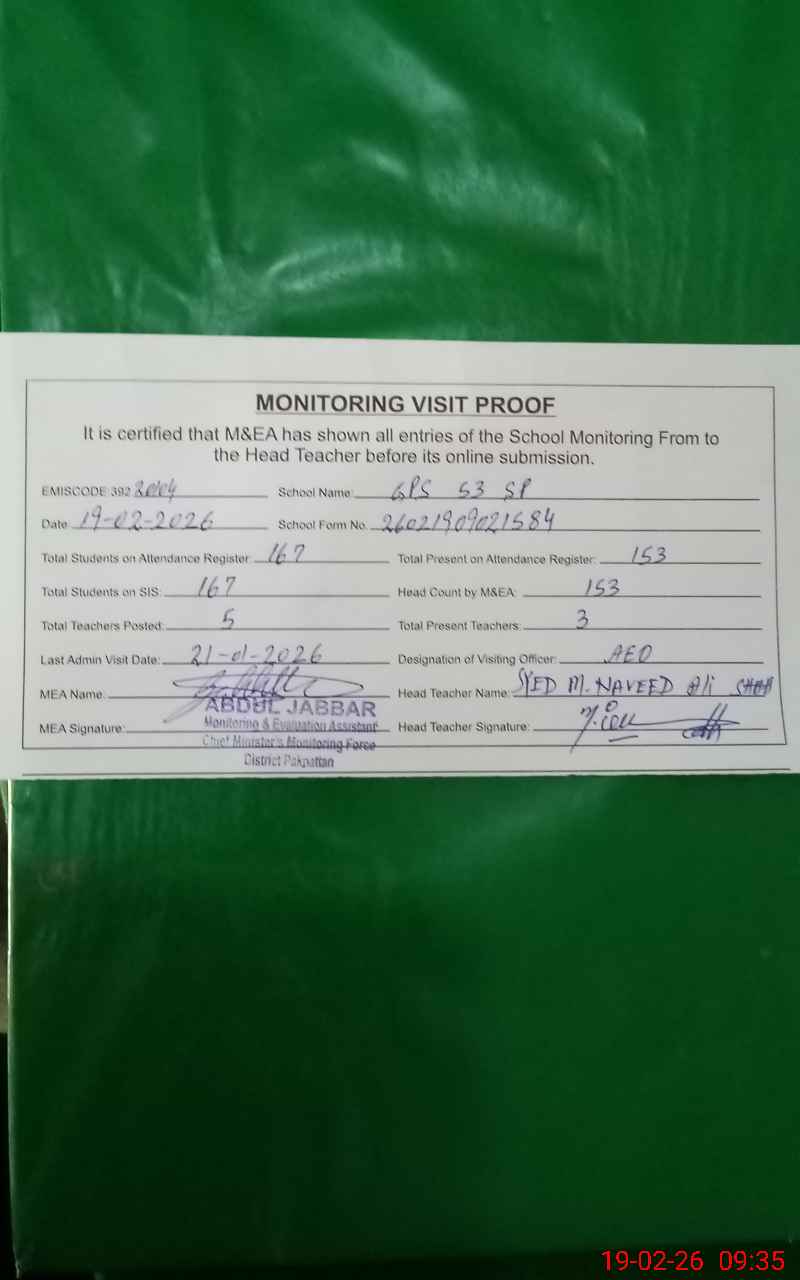 MONITORING VISIT PROOF
It is certified that M&EA has shown all entries of the School Monitoring From to
the Head Teacher before its online submission.
EMISCODE 392 School Name: GPS 53 SP
Date 19-02-2026 School Form No. 26021909021584
Total Students on Attendance Register: 167 Total Present on Attendance Register: 153
Total Students on SIS: 167 Head Count by M&EA: 153
Total Teachers Posted: 5 Total Present Teachers: 3
Last Admin Visit Date: 21-01-2026 Designation of Visiting Officer: AEO
MEA Name: Head Teacher Name: SYED M. NAVEED Ali SHAH
ABDUL JABBAR
MEA Signature: Monitoring & Evaluation Assistant Head Teacher Signature:
Chief Minister's Monitoring Force
District Pakpattan
19-02-26 09:35